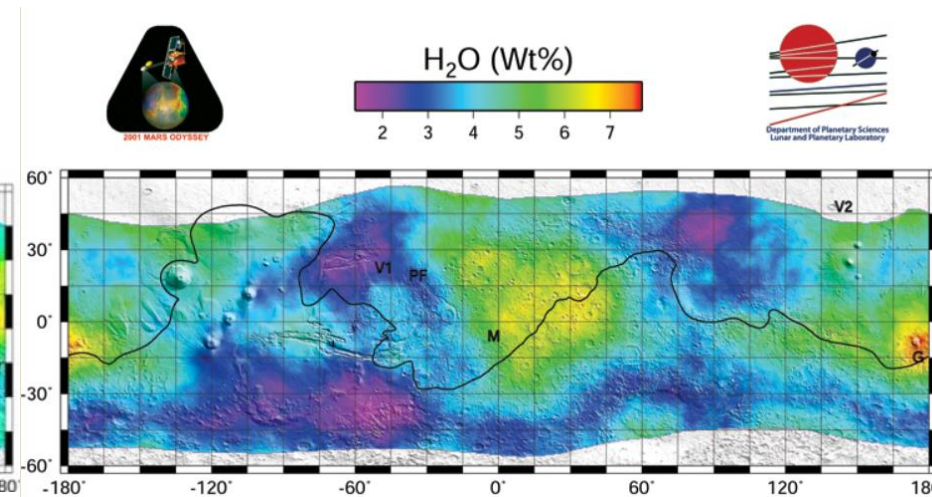 H₂O (Wt%)
2 3 4 5 6 7
2001 MARS ODYSSEY
Department of Planetary Sciences
Lunar and Planetary Laboratory
60°
V2
30°
V1
PF
0°
M
G
-30°
-60°
80°
-180° -120° -60° 0° 60° 120° 180°